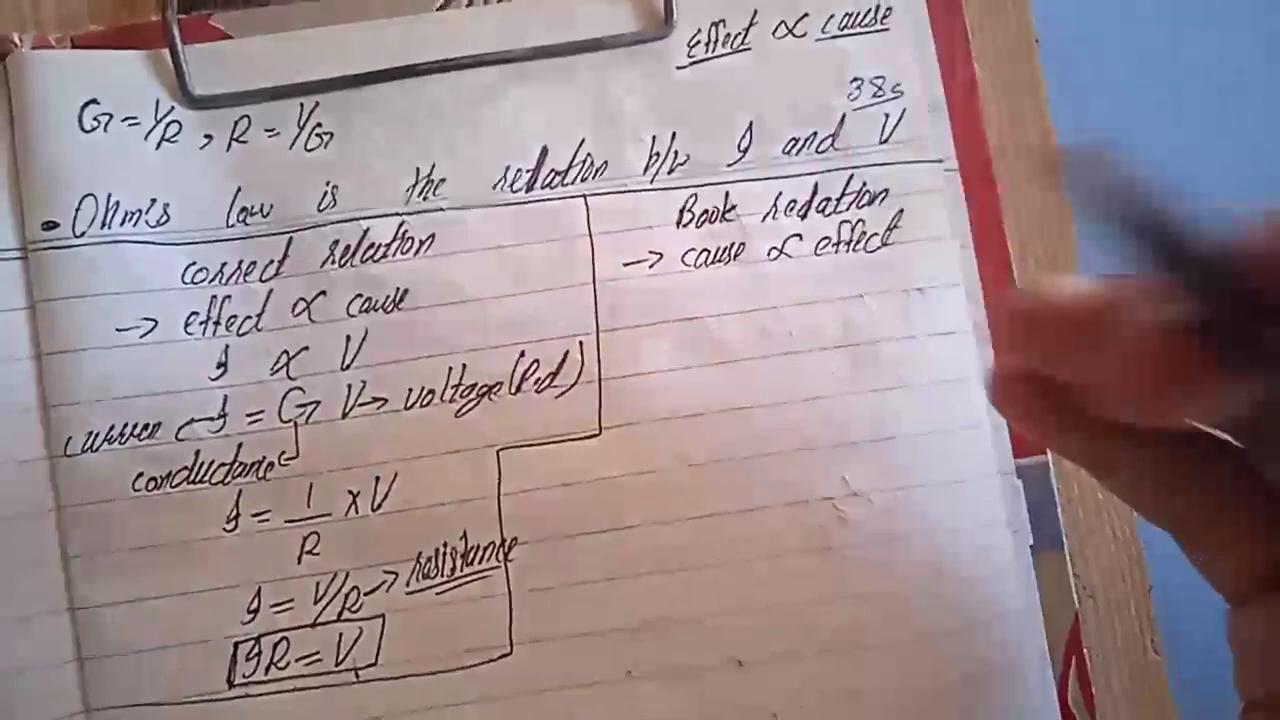 Effect ∝ cause
38s
G = 1/R , R = 1/G
• Ohm's law is the relation b/w I and V
correct relation
→ effect ∝ cause
I ∝ V
I = G V → voltage (P.d)
conductance
I = 1/R × V
I = V/R → resistance
IR = V
Book relation
→ cause ∝ effect